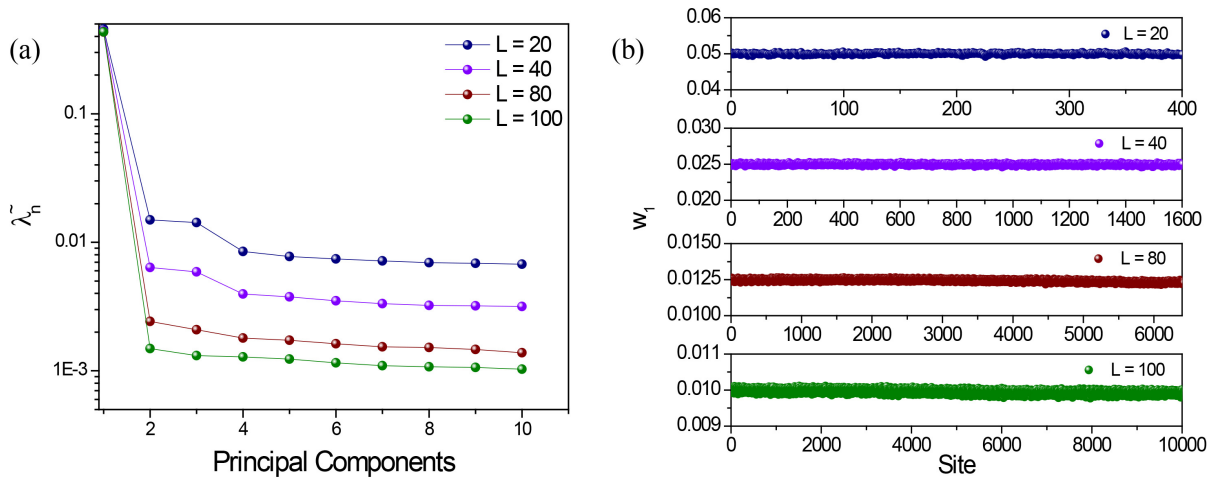 (a)
L = 20
L = 40
L = 80
L = 100
0.1
0.01
1E-3
λ̃n
2 4 6 8 10
Principal Components
(b)
0.06
0.05
0.04
L = 20
0 100 200 300 400
0.030
0.025
0.020
L = 40
0 200 400 600 800 1000 1200 1400 1600
w1
0.0150
0.0125
0.0100
L = 80
0 1000 2000 3000 4000 5000 6000
0.011
0.010
0.009
L = 100
0 2000 4000 6000 8000 10000
Site